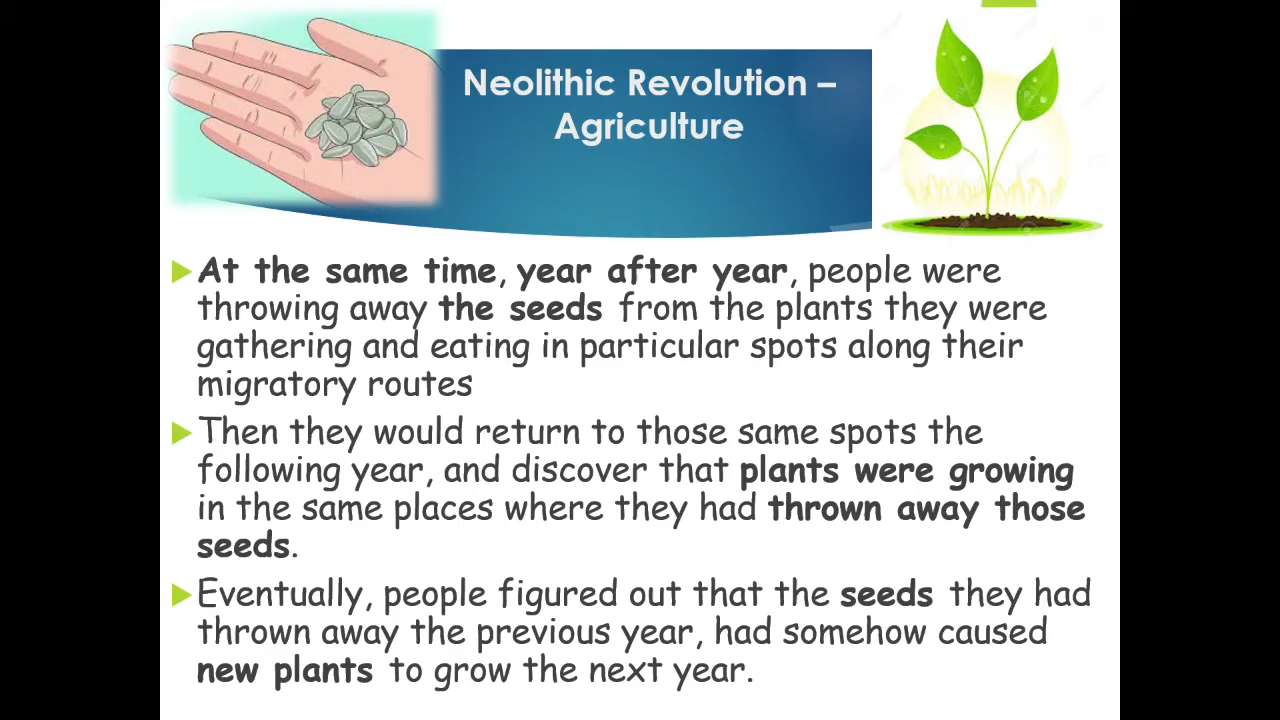 Neolithic Revolution –
Agriculture
At the same time, year after year, people were
throwing away the seeds from the plants they were
gathering and eating in particular spots along their
migratory routes
Then they would return to those same spots the
following year, and discover that plants were growing
in the same places where they had thrown away those
seeds.
Eventually, people figured out that the seeds they had
thrown away the previous year, had somehow caused
new plants to grow the next year.